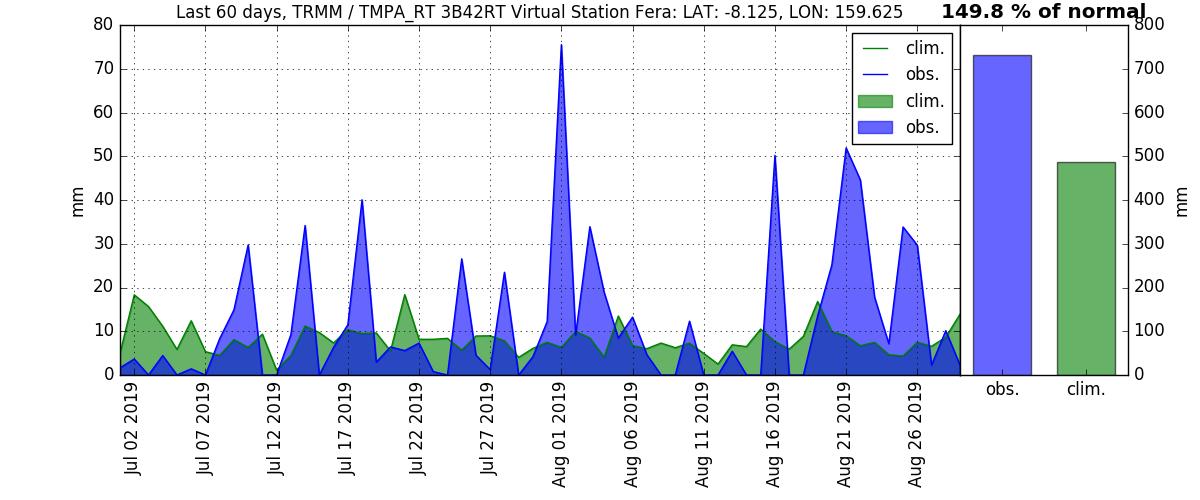 Last 60 days, TRMM / TMPA_RT 3B42RT Virtual Station Fera: LAT: -8.125, LON: 159.625
149.8 % of normal
80
70
60
50
40
30
20
10
0
mm
clim.
obs.
clim.
obs.
800
700
600
500
400
300
200
100
0
mm
Jul 02 2019
Jul 07 2019
Jul 12 2019
Jul 17 2019
Jul 22 2019
Jul 27 2019
Aug 01 2019
Aug 06 2019
Aug 11 2019
Aug 16 2019
Aug 21 2019
Aug 26 2019
obs.
clim.